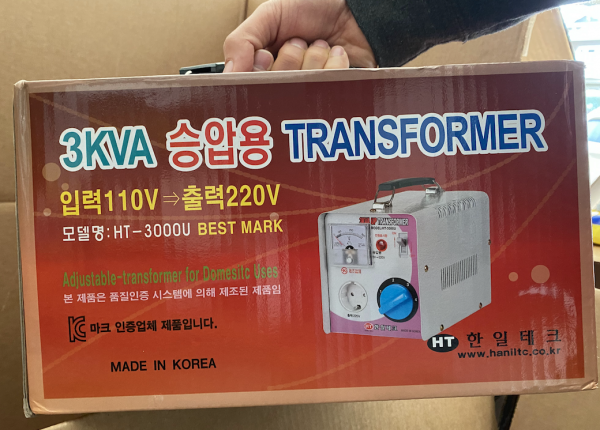 3KVA 승압용 TRANSFORMER
입력110V⇒출력220V
모델명:HT-3000U BEST MARK
Adjustable-transformer for Domesitc Uses
본 제품은 품질인증 시스템에 의해 제조된 제품임
마크 인증업체 제품입니다.
MADE IN KOREA
TRANSFORMER
HT 한일테크
www.haniltc.co.kr